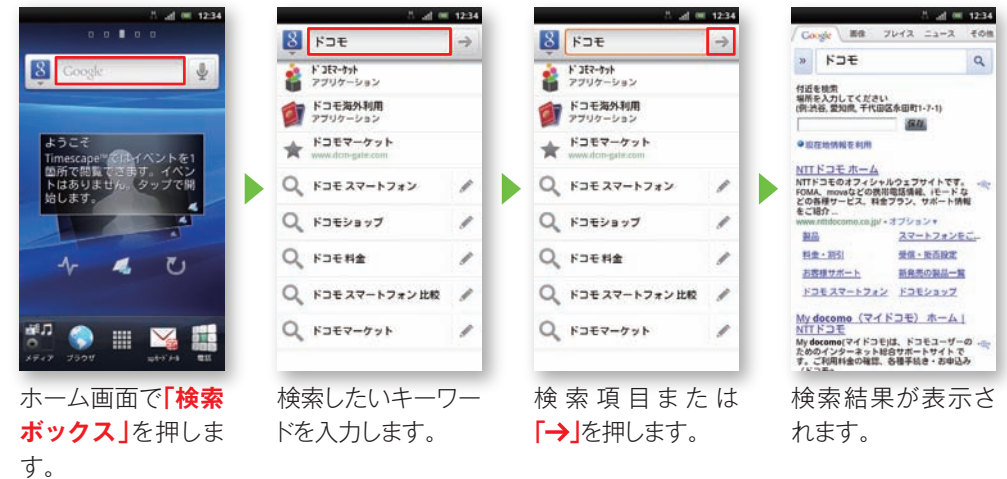 12:34
Google
ようこそ
Timescape™ではイベントを1
箇所で閲覧できます。イベン
トはありません。タップで開
始します。
メディア
ブラウザ
spモードメール
電話
ホーム画面で「検索
ボックス」を押しま
す。
12:34
8
ドコモ
ドコモマーケット
アプリケーション
ドコモ海外利用
アプリケーション
ドコモマーケット
www.dcm-gate.com
ドコモ スマートフォン
ドコモショップ
ドコモ 料金
ドコモ スマートフォン 比較
ドコモマーケット
検索したいキーワー
ドを入力します。
12:34
8
ドコモ
→
ドコモマーケット
アプリケーション
ドコモ海外利用
アプリケーション
ドコモマーケット
www.dcm-gate.com
ドコモ スマートフォン
ドコモショップ
ドコモ 料金
ドコモ スマートフォン 比較
ドコモマーケット
検索項目または
「→」を押します。
12:34
Google 画像 プレイス ニュース その他
» ドコモ
付近を検索
場所を入力してください
(例:渋谷, 愛知県, 千代田区永田町1-7-1)
保存
現在地情報を利用
NTTドコモ ホーム
NTTドコモのオフィシャルウェブサイトです。
FOMA、movaなどの携帯電話情報、iモードな
どの各種サービス、料金プラン、サポート情報
をご紹介 ...
www.nttdocomo.co.jp/ - オプション▼
製品 スマートフォンをご...
料金・割引 受信・拒否設定
お客様サポート 新発売の製品一覧
ドコモ スマートフォン ドコモショップ
My docomo (マイドコモ) ホーム |
NTTドコモ
My docomo(マイドコモ)は、ドコモユーザーの
ためのインターネット総合サポートサイトで
す。ご利用料金の確認、各種手続き・お申込み
検索結果が表示さ
れます。